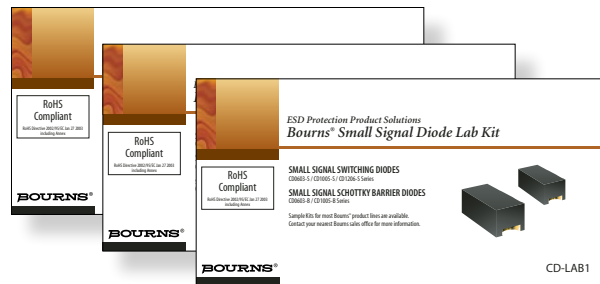 RoHS
Compliant
RoHS Directive 2002/95/EC Jan 27 2003
including Annex
BOURNS®
RoHS
Compliant
RoHS Directive 2002/95/EC Jan 27 2003
including Annex
BOURNS®
RoHS
Compliant
RoHS Directive 2002/95/EC Jan 27 2003
including Annex
BOURNS®
ESD Protection Product Solutions
Bourns® Small Signal Diode Lab Kit
SMALL SIGNAL SWITCHING DIODES
CD0603-S / CD1005-S / CD1206-S Series
SMALL SIGNAL SCHOTTKY BARRIER DIODES
CD0603-B / CD1005-B Series
Sample Kits for most Bourns® product lines are available.
Contact your nearest Bourns sales office for more information.
CD-LAB1